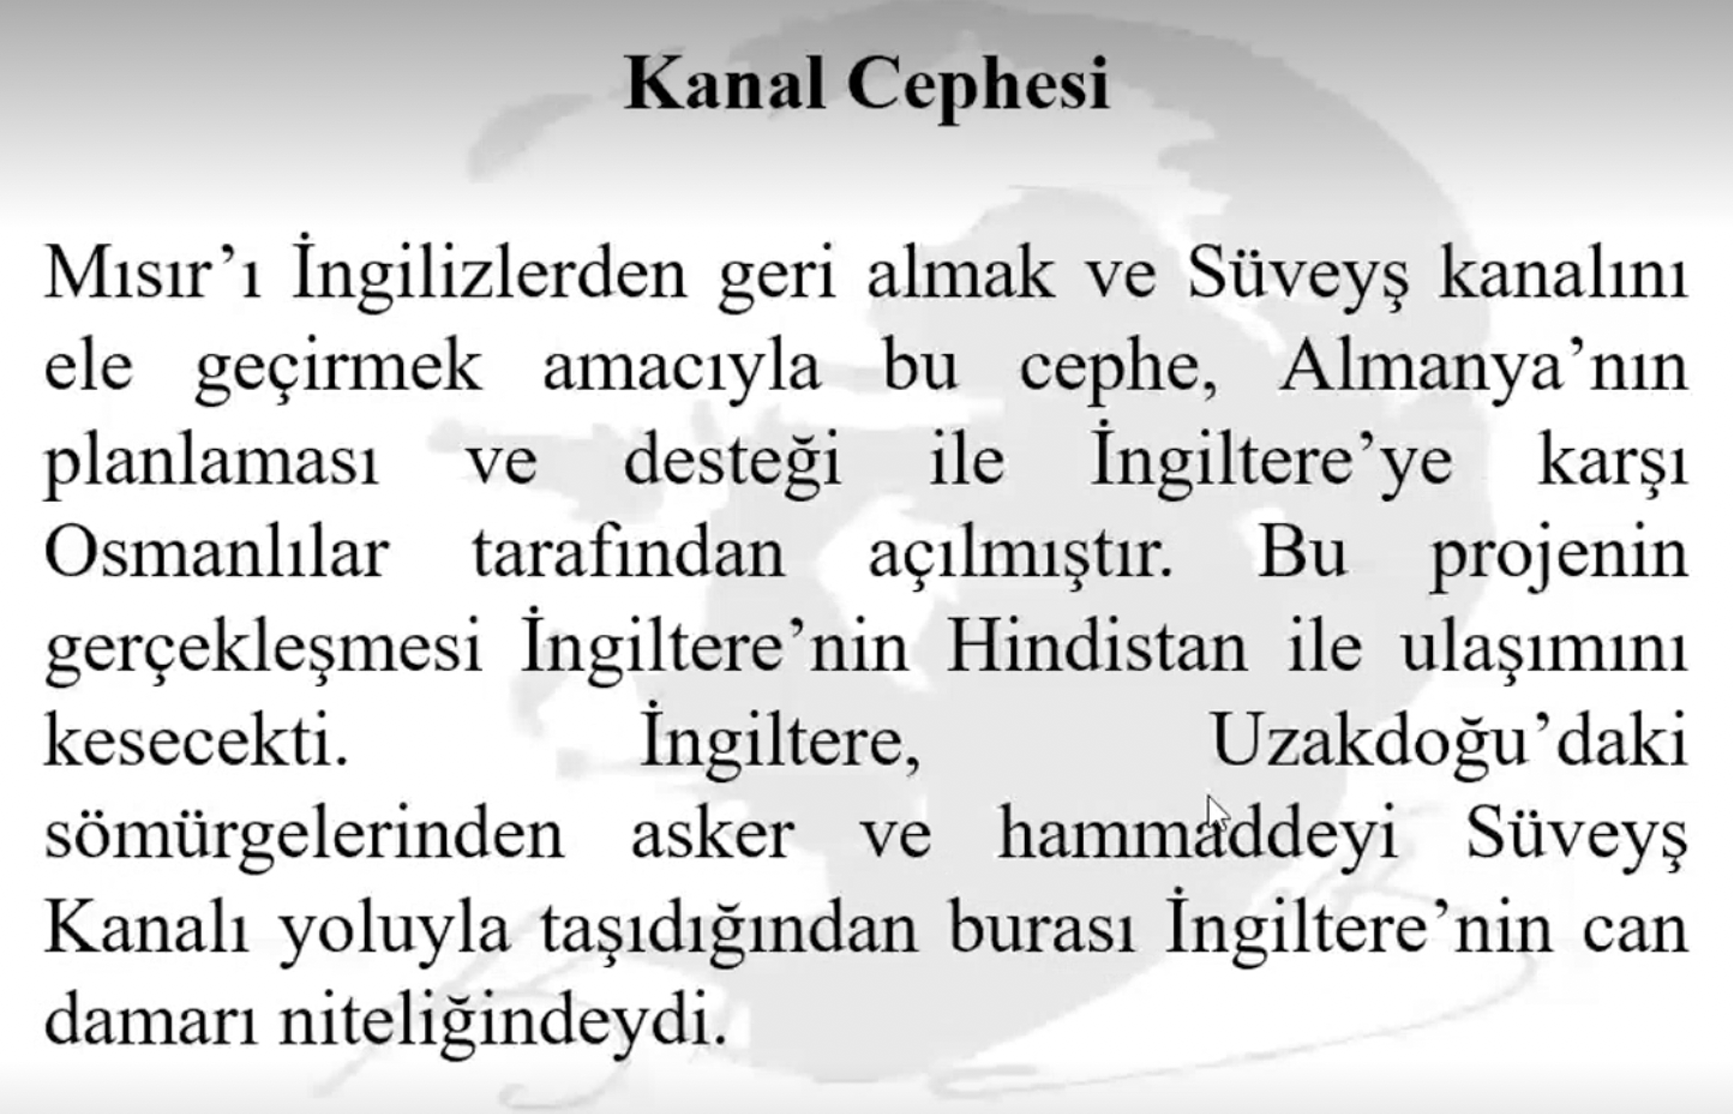 Kanal Cephesi
Mısır’ı İngilizlerden geri almak ve Süveyş kanalını
ele geçirmek amacıyla bu cephe, Almanya’nın
planlaması ve desteği ile İngiltere’ye karşı
Osmanlılar tarafından açılmıştır. Bu projenin
gerçekleşmesi İngiltere’nin Hindistan ile ulaşımını
kesecekti. İngiltere, Uzakdoğu’daki
sömürgelerinden asker ve hammaddeyi Süveyş
Kanalı yoluyla taşıdığından burası İngiltere’nin can
damarı niteliğindeydi.